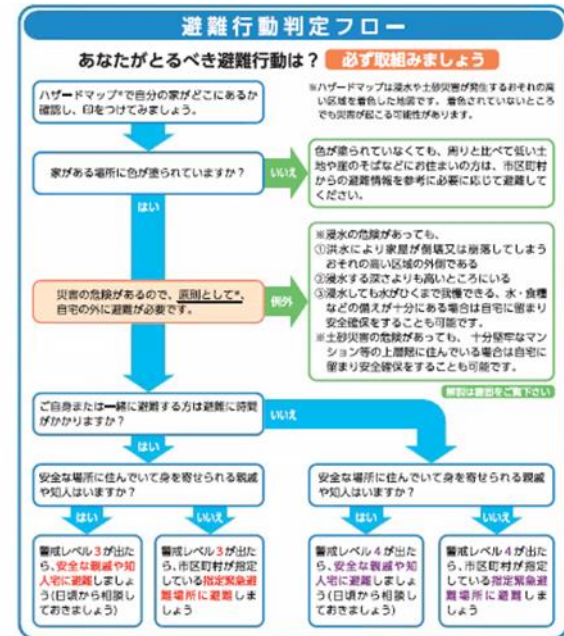 避難行動判定フロー
あなたがとるべき避難行動は？
必ず取組みましょう
ハザードマップ※で自分の家がどこにあるか
確認し、印をつけてみましょう。
※ハザードマップは浸水や土砂災害が発生するおそれの高
い区域を着色した地図です。着色されていないところ
でも災害が起こる可能性があります。
家がある場所に色が塗られていますか？
いいえ
色が塗られていなくても、周りと比べて低い土
地や崖のそばなどにお住まいの方は、市区町村
からの避難情報を参考に必要に応じて避難して
ください。
はい
災害の危険があるので、原則として※、
自宅の外に避難が必要です。
例外
※浸水の危険があっても、
①洪水により家屋が倒壊又は崩落してしまう
おそれの高い区域の外側である
②浸水する深さよりも高いところにいる
③浸水しても水がひくまで我慢できる、水・食糧
などの備えが十分にある場合は自宅に留まり
安全確保をすることも可能です。
※土砂災害の危険があっても、十分堅牢なマン
ション等の上層階に住んでいる場合は自宅に
留まり安全確保をすることも可能です。
解説は裏面をご覧下さい
ご自身または一緒に避難する方は避難に時間
がかかりますか？
いいえ
はい
安全な場所に住んでいて身を寄せられる親戚
や知人はいますか？
安全な場所に住んでいて身を寄せられる親戚
や知人はいますか？
はい
いいえ
はい
いいえ
警戒レベル3が出た
ら、安全な親戚や知
人宅に避難しましょ
う(日頃から相談し
ておきましょう)
警戒レベル3が出た
ら、市区町村が指定
している指定緊急避
難場所に避難しま
しょう
警戒レベル4が出た
ら、安全な親戚や知
人宅に避難しましょ
う(日頃から相談し
ておきましょう)
警戒レベル4が出た
ら、市区町村が指定
している指定緊急避
難場所に避難しま
しょう